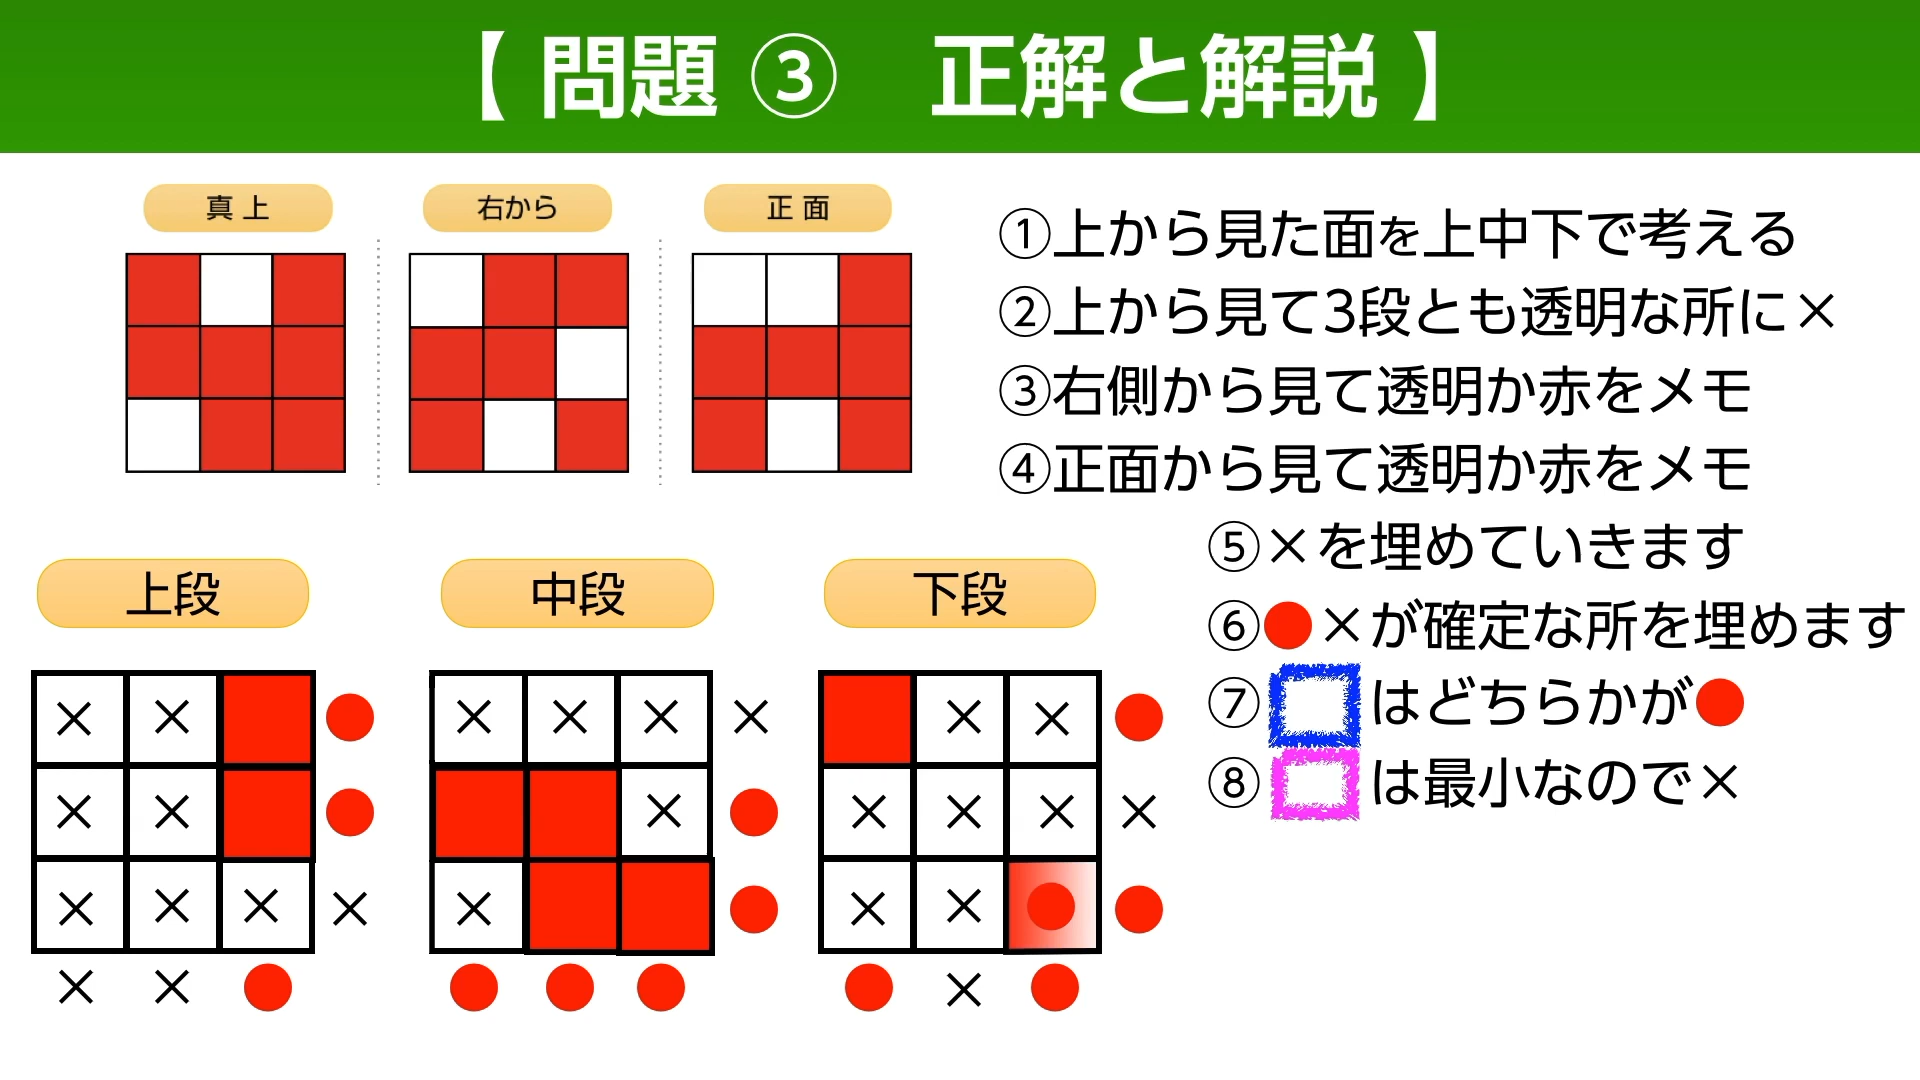 【 問題 ③　正解と解説 】
真 上
右から
正 面
①上から見た面を上中下で考える
②上から見て3段とも透明な所に×
③右側から見て透明か赤をメモ
④正面から見て透明か赤をメモ
⑤×を埋めていきます
⑥●×が確定な所を埋めます
⑦□はどちらかが●
⑧□は最小なので×
上段
中段
下段
× × ●
× ×
× × × ×
× × ●
× × × ×
× ●
× ●
● ● ●
× × ●
× × × ×
× × ● ●
● × ●